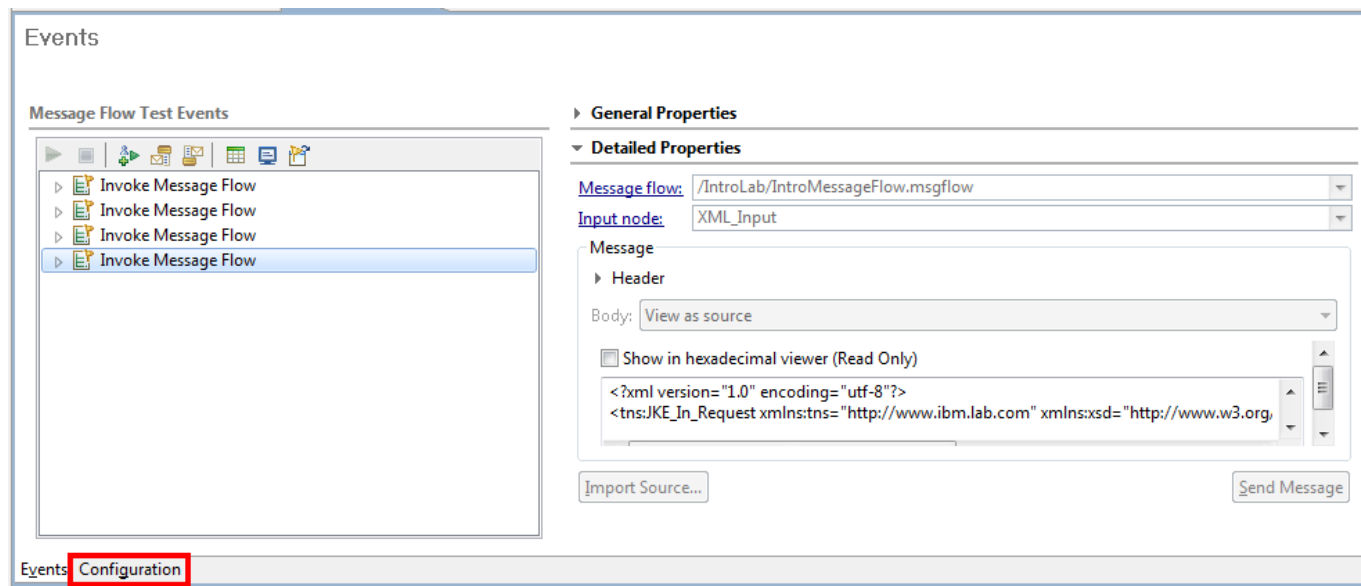 Events
Message Flow Test Events
Invoke Message Flow
Invoke Message Flow
Invoke Message Flow
Invoke Message Flow
General Properties
Detailed Properties
Message flow: /IntroLab/IntroMessageFlow.msgflow
Input node: XML_Input
Message
Header
Body: View as source
Show in hexadecimal viewer (Read Only)
<?xml version="1.0" encoding="utf-8"?>
<tns:JKE_In_Request xmlns:tns="http://www.ibm.lab.com" xmlns:xsd="http://www.w3.org/
Import Source... Send Message
Events Configuration